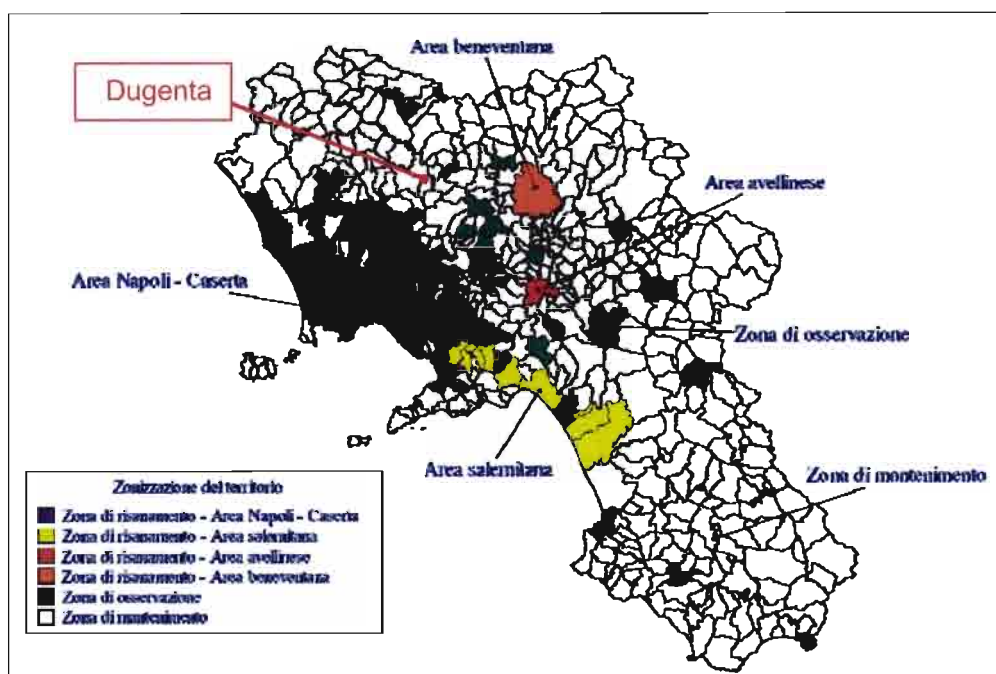 Area beneventana
Dugenta
Area avellinese
Area Napoli - Caserta
Zona di osservazione
Area salernitana
Zona di mantenimento
Zonizzazione del territorio
Zona di risanamento - Area Napoli - Caserta
Zona di risanamento - Area salernitana
Zona di risanamento - Area avellinese
Zona di risanamento - Area beneventana
Zona di osservazione
Zona di mantenimento